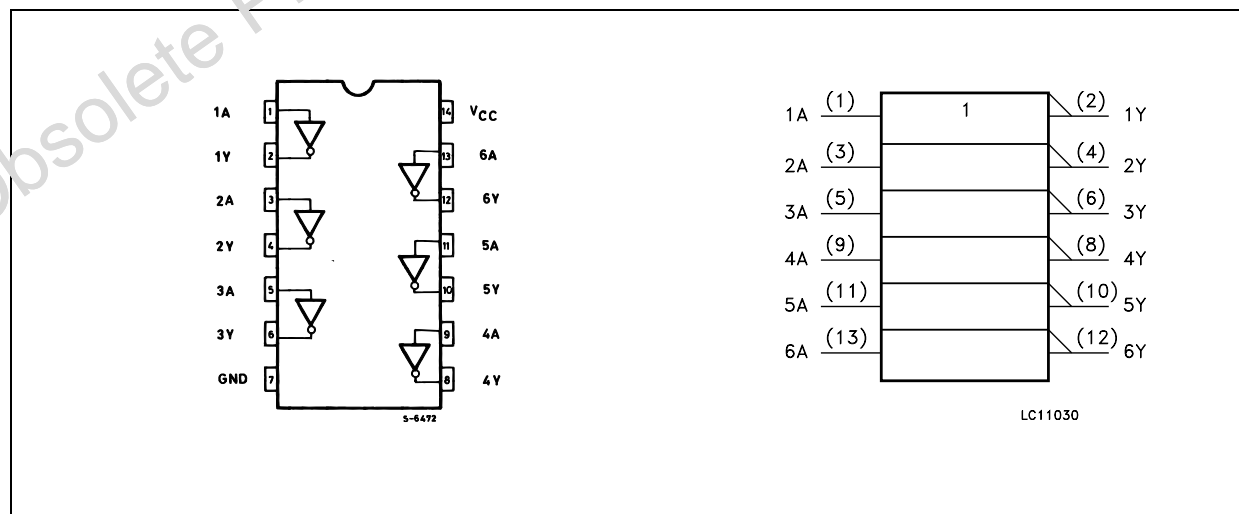 obsolete P
1A 1 14 VCC
1Y 2 13 6A
2A 3 12 6Y
2Y 4 11 5A
3A 5 10 5Y
3Y 6 9 4A
GND 7 8 4Y
S-6472
1A (1) 1 (2) 1Y
2A (3) (4) 2Y
3A (5) (6) 3Y
4A (9) (8) 4Y
5A (11) (10) 5Y
6A (13) (12) 6Y
LC11030